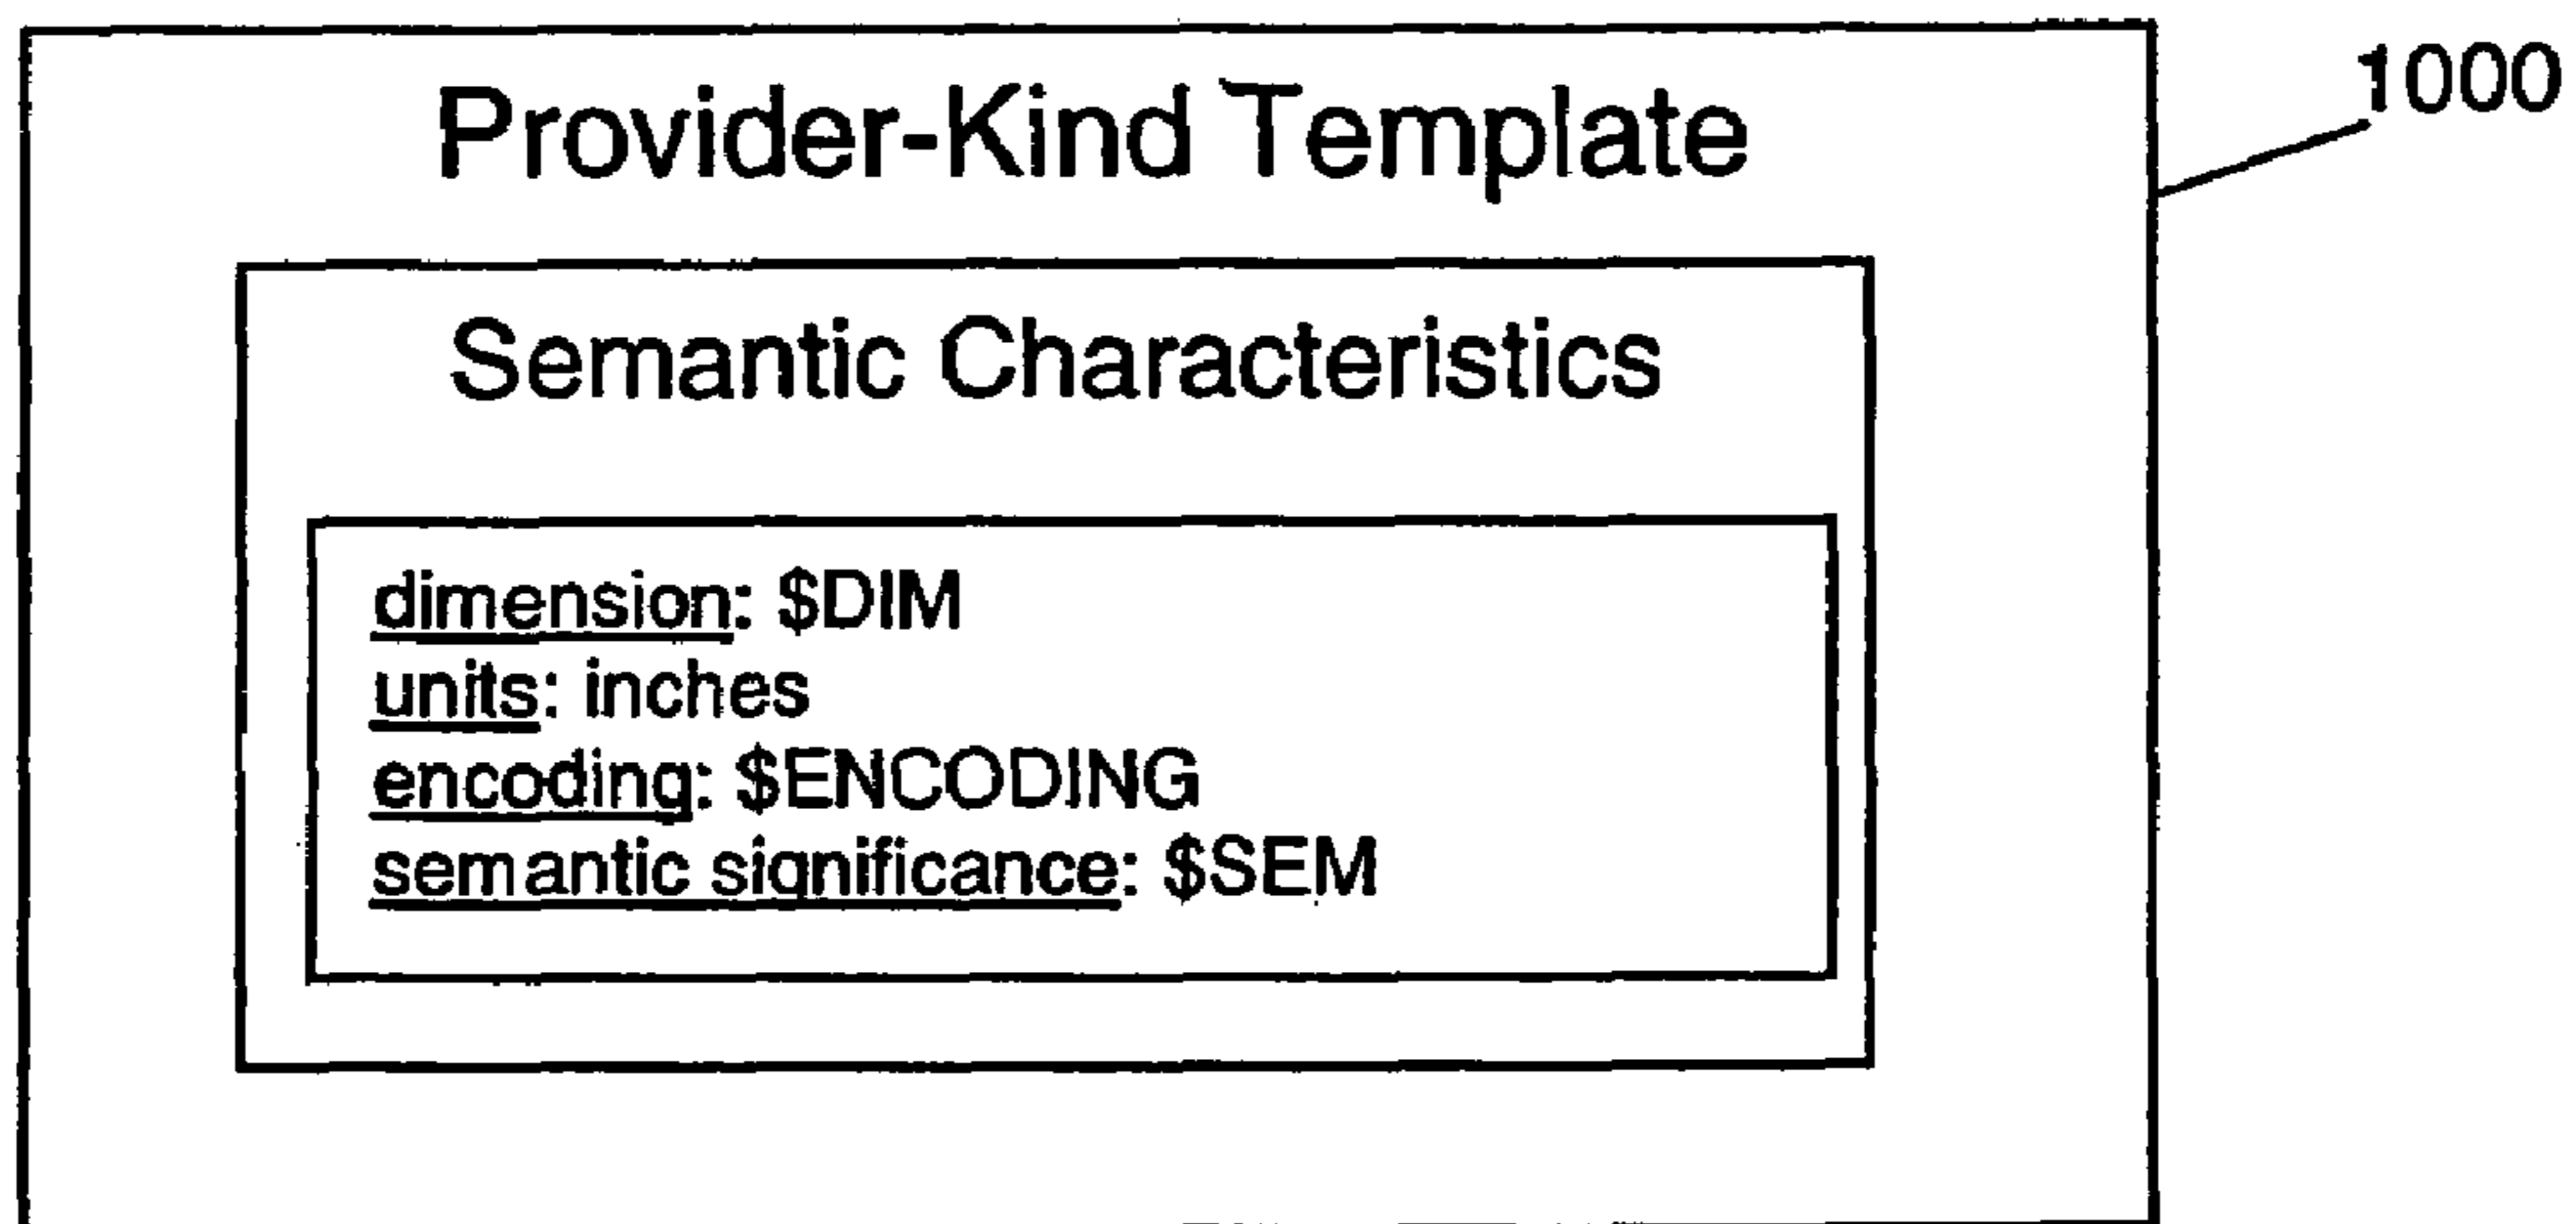 1000
Provider-Kind Template
Semantic Characteristics
dimension: $DIM
units: inches
encoding: $ENCODING
semantic significance: $SEM